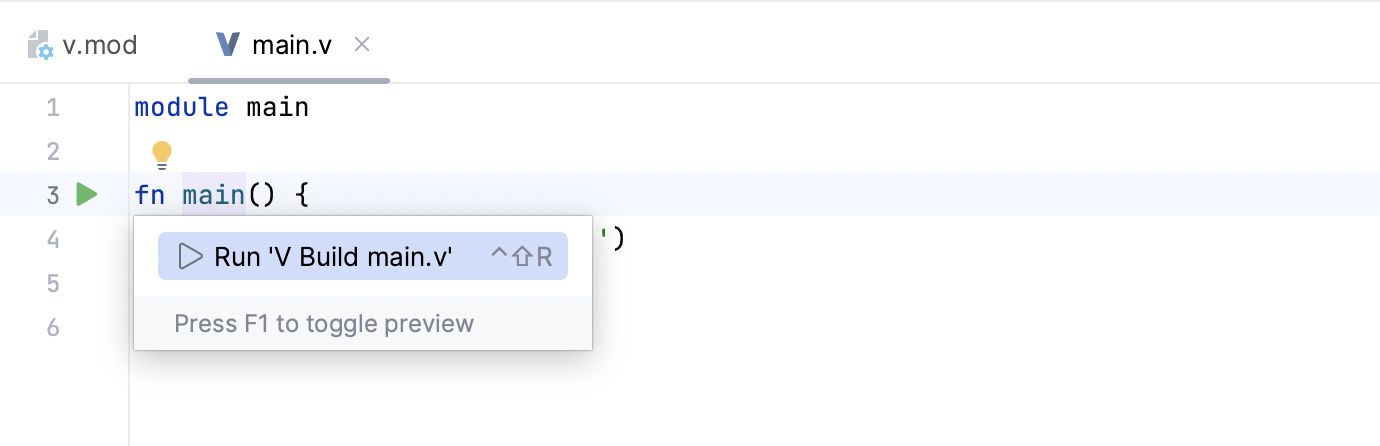 v.mod main.v
1 module main
2
3 fn main() {
4 ')
Run 'V Build main.v' ^⇧R
5
Press F1 to toggle preview
6